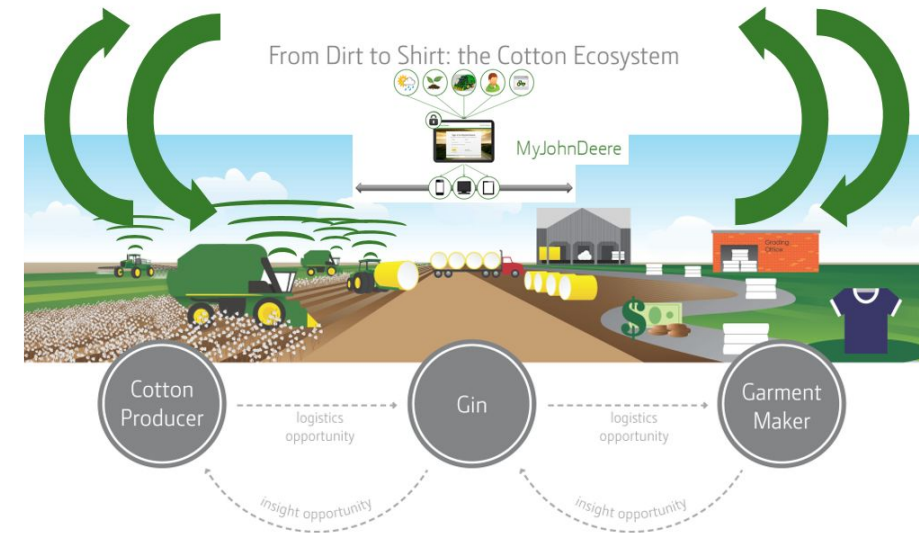 From Dirt to Shirt: the Cotton Ecosystem
MyJohnDeere
Grading
Office
$
Cotton
Producer
logistics
opportunity
Gin
logistics
opportunity
Garment
Maker
insight opportunity
insight opportunity